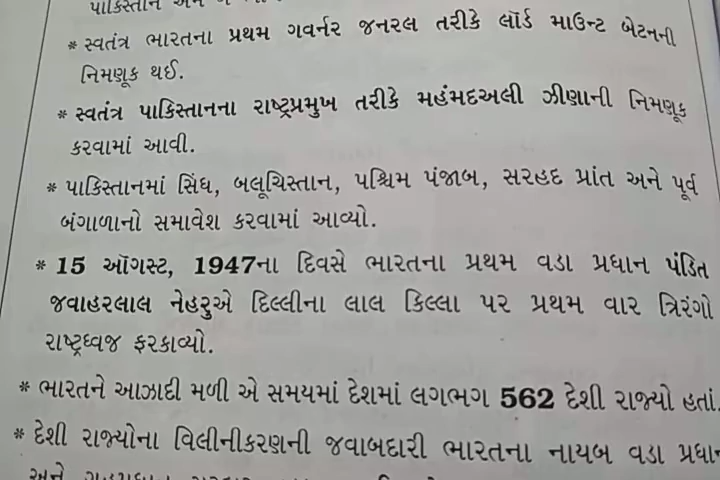 પાકિસ્તાન અને
* સ્વતંત્ર ભારતના પ્રથમ ગવર્નર જનરલ તરીકે લૉર્ડ માઉન્ટ બેટનની
નિમણૂક થઈ.
* સ્વતંત્ર પાકિસ્તાનના રાષ્ટ્રપ્રમુખ તરીકે મહંમદઅલી ઝીણાની નિમણૂક
કરવામાં આવી.
* પાકિસ્તાનમાં સિંધ, બલૂચિસ્તાન, પશ્ચિમ પંજાબ, સરહદ પ્રાંત અને પૂર્વ
બંગાળાનો સમાવેશ કરવામાં આવ્યો.
* 15 ઑગસ્ટ, 1947ના દિવસે ભારતના પ્રથમ વડા પ્રધાન પંડિત
જવાહરલાલ નેહરુએ દિલ્લીના લાલ કિલ્લા પર પ્રથમ વાર ત્રિરંગો
રાષ્ટ્રધ્વજ ફરકાવ્યો.
* ભારતને આઝાદી મળી એ સમયમાં દેશમાં લગભગ 562 દેશી રાજ્યો હતાં.
* દેશી રાજ્યોના વિલીનીકરણની જવાબદારી ભારતના નાયબ વડા પ્રધાન
અને